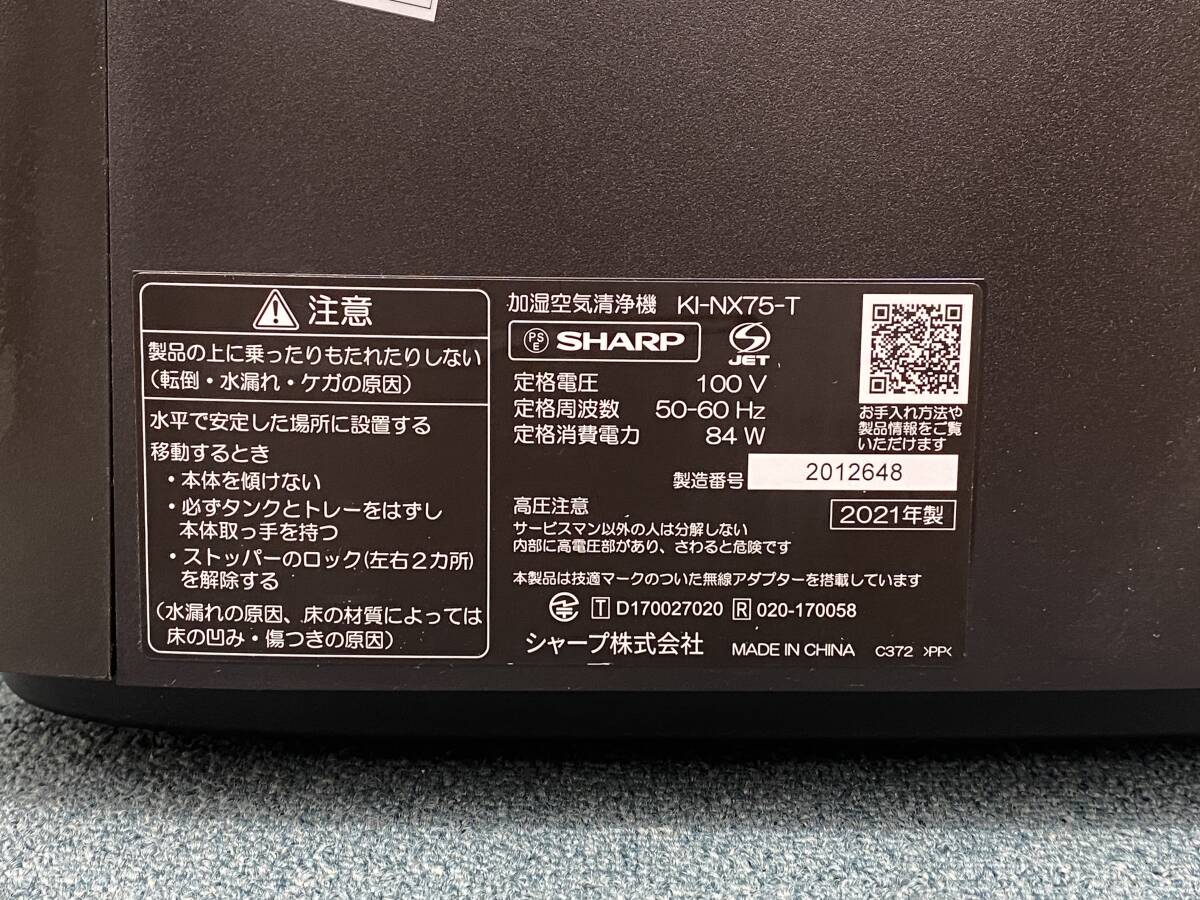 注意
製品の上に乗ったりもたれたりしない
(転倒・水漏れ・ケガの原因)
水平で安定した場所に設置する
移動するとき
・本体を傾けない
・必ずタンクとトレーをはずし
本体取っ手を持つ
・ストッパーのロック(左右2カ所)
を解除する
(水漏れの原因、床の材質によっては
床の凹み・傷つきの原因)
加湿空気清浄機 KI-NX75-T
PSE SHARP JET
定格電圧 100 V
定格周波数 50-60 Hz
定格消費電力 84 W
お手入れ方法や
製品情報をご覧
いただけます
製造番号 2012648
2021年製
高圧注意
サービスマン以外の人は分解しない
内部に高電圧部があり、さわると危険です
本製品は技適マークのついた無線アダプターを搭載しています
T D170027020 R 020-170058
シャープ株式会社 MADE IN CHINA C372 >PP<